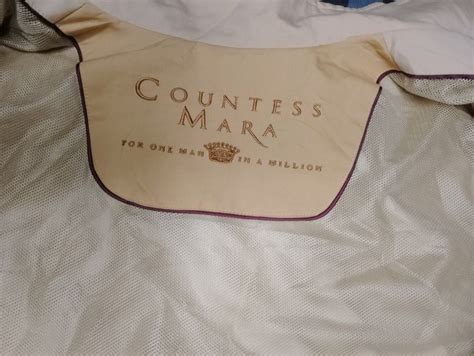 COUNTESS
MARA
FOR ONE MAN IN A MILLION